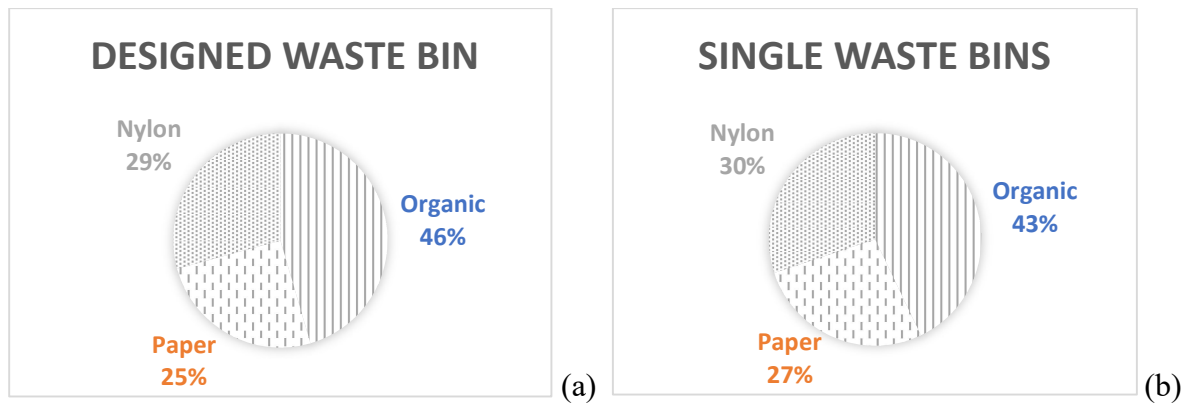 DESIGNED WASTE BIN
Nylon
29%
Organic
46%
Paper
25%
(a)
SINGLE WASTE BINS
Nylon
30%
Organic
43%
Paper
27%
(b)